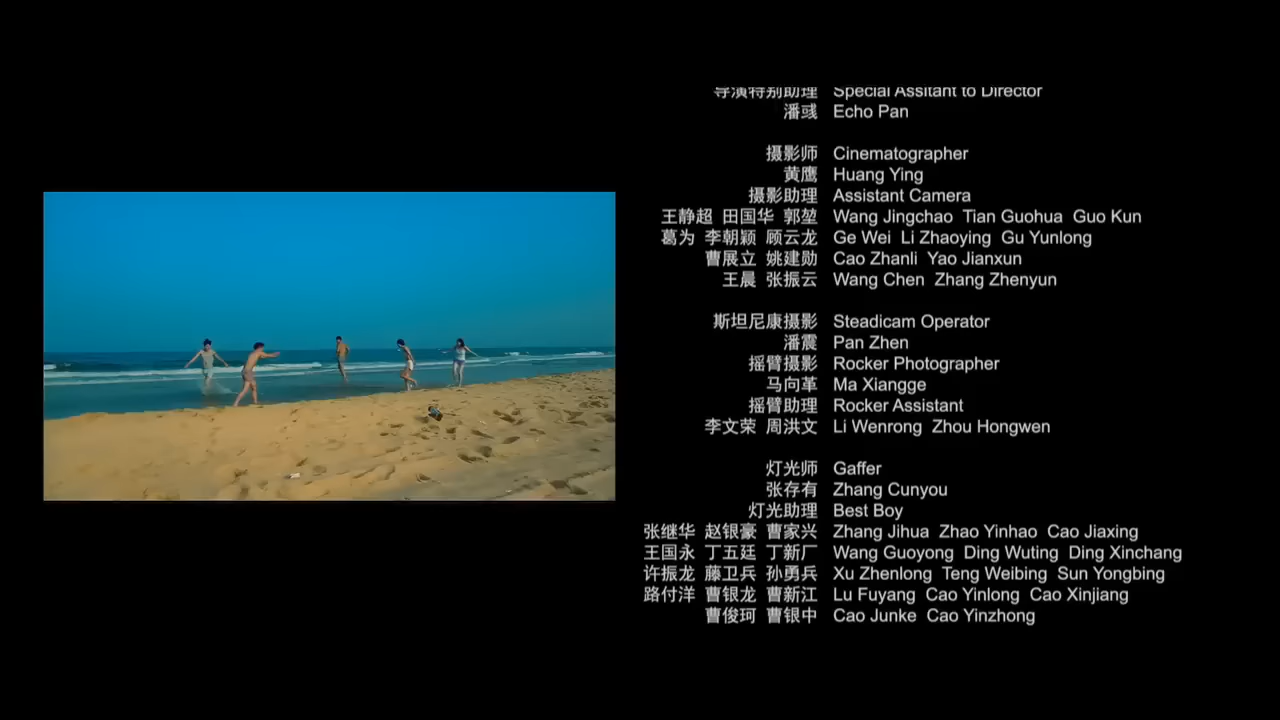 导演特别助理 Special Assitant to Director
潘彧 Echo Pan
摄影师 Cinematographer
黄鹰 Huang Ying
摄影助理 Assistant Camera
王静超 田国华 郭堃 Wang Jingchao Tian Guohua Guo Kun
葛为 李朝颖 顾云龙 Ge Wei Li Zhaoying Gu Yunlong
曹展立 姚建勋 Cao Zhanli Yao Jianxun
王晨 张振云 Wang Chen Zhang Zhenyun
斯坦尼康摄影 Steadicam Operator
潘震 Pan Zhen
摇臂摄影 Rocker Photographer
马向革 Ma Xiangge
摇臂助理 Rocker Assistant
李文荣 周洪文 Li Wenrong Zhou Hongwen
灯光师 Gaffer
张存有 Zhang Cunyou
灯光助理 Best Boy
张继华 赵银豪 曹家兴 Zhang Jihua Zhao Yinhao Cao Jiaxing
王国永 丁五廷 丁新厂 Wang Guoyong Ding Wuting Ding Xinchang
许振龙 藤卫兵 孙勇兵 Xu Zhenlong Teng Weibing Sun Yongbing
路付洋 曹银龙 曹新江 Lu Fuyang Cao Yinlong Cao Xinjiang
曹俊珂 曹银中 Cao Junke Cao Yinzhong